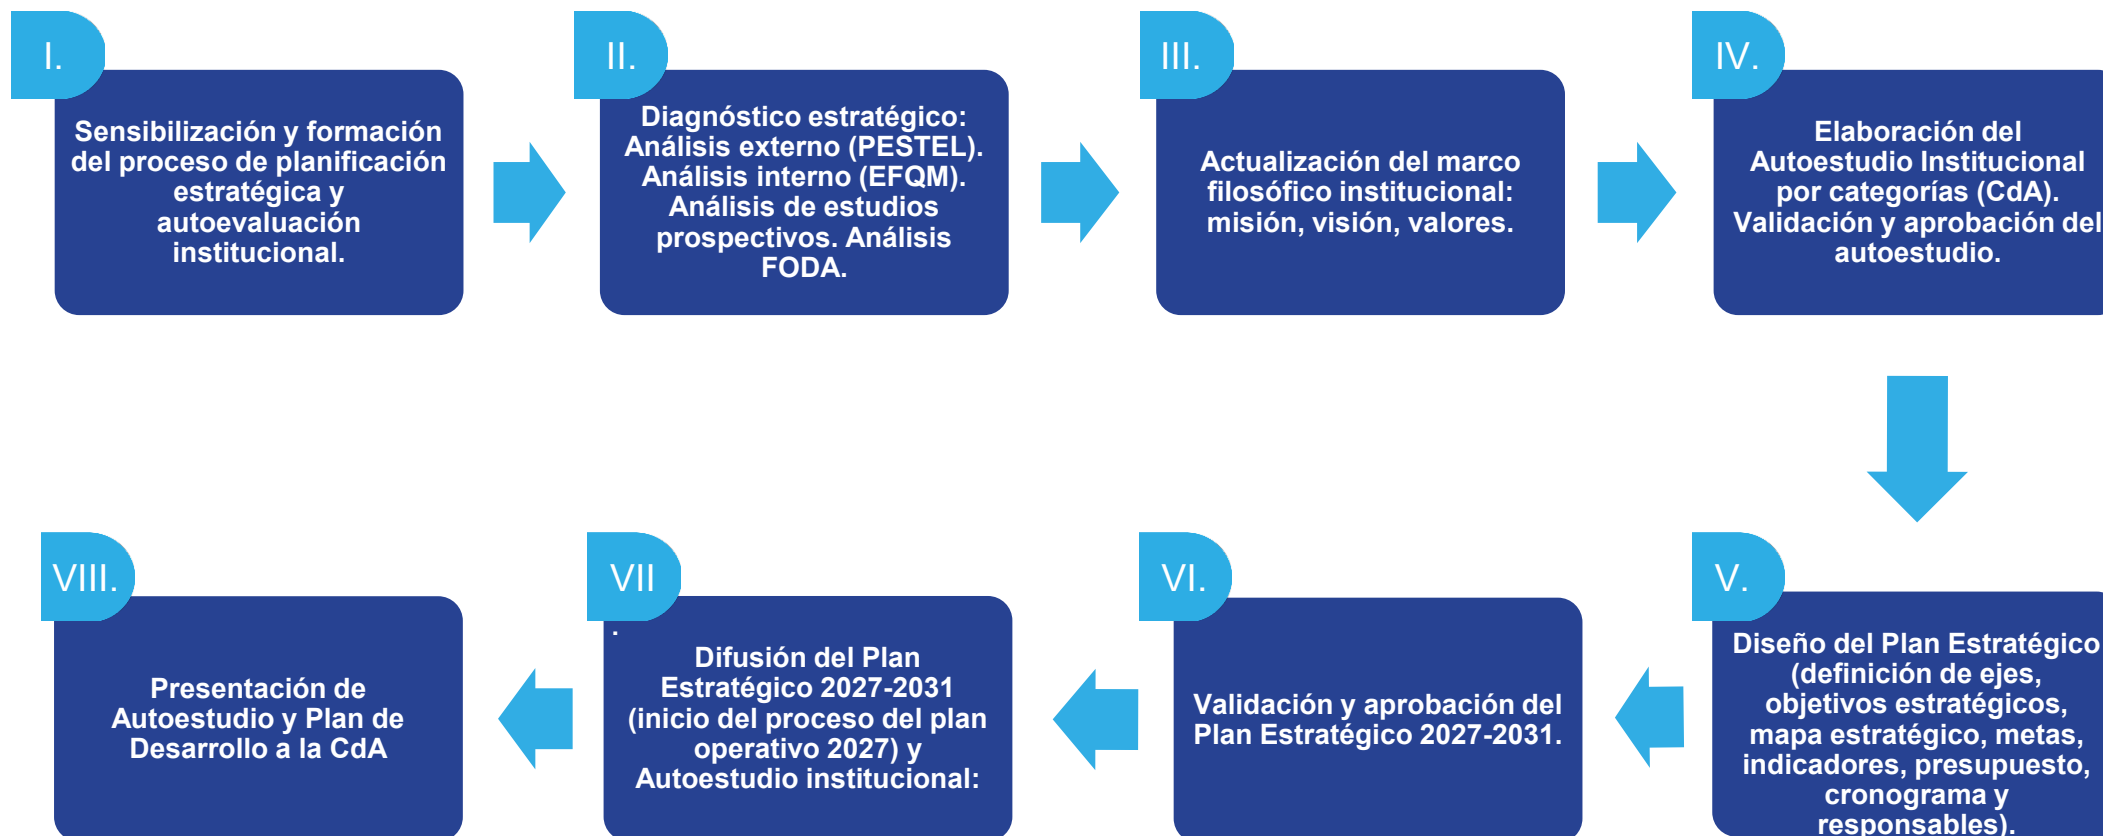 I.
Sensibilización y formación
del proceso de planificación
estratégica y
autoevaluación
institucional.
II.
Diagnóstico estratégico:
Análisis externo (PESTEL).
Análisis interno (EFQM).
Análisis de estudios
prospectivos. Análisis
FODA.
III.
Actualización del marco
filosófico institucional:
misión, visión, valores.
IV.
Elaboración del
Autoestudio Institucional
por categorías (CdA).
Validación y aprobación del
autoestudio.
V.
Diseño del Plan Estratégico
(definición de ejes,
objetivos estratégicos,
mapa estratégico, metas,
indicadores, presupuesto,
cronograma y
responsables).
VI.
Validación y aprobación del
Plan Estratégico 2027-2031.
VII
.
Difusión del Plan
Estratégico 2027-2031
(inicio del proceso del plan
operativo 2027) y
Autoestudio institucional:
VIII.
Presentación de
Autoestudio y Plan de
Desarrollo a la CdA